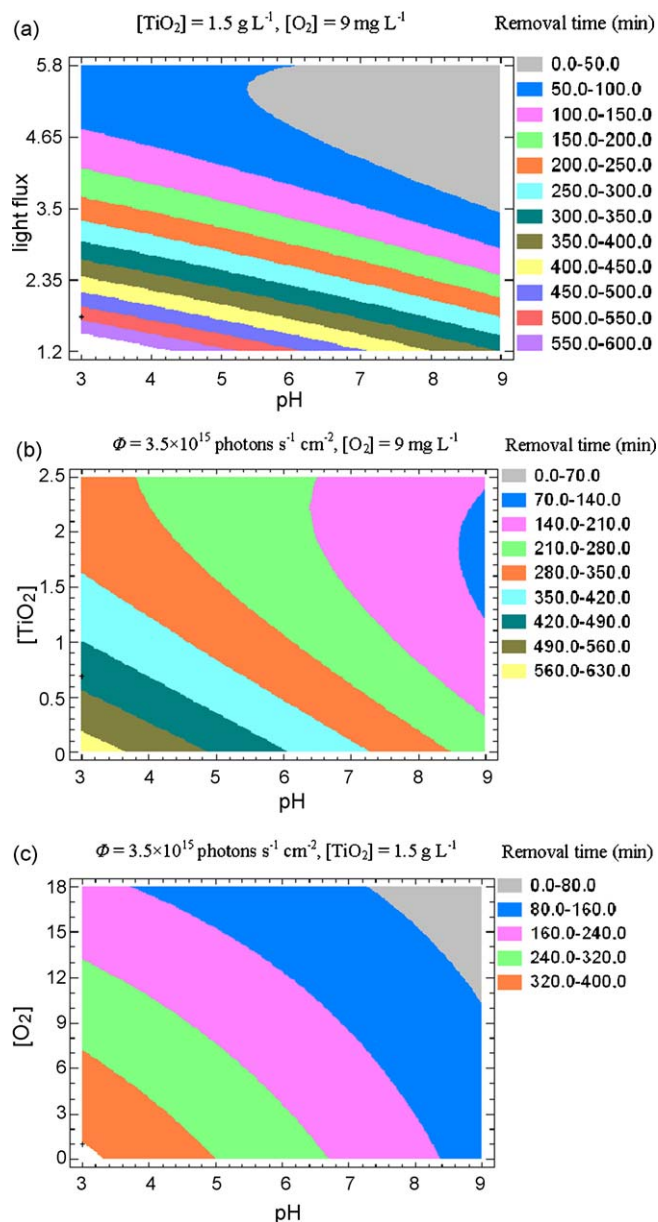 (a)
[TiO₂] = 1.5 g L⁻¹, [O₂] = 9 mg L⁻¹
Removal time (min)
5.8
4.65
3.5
2.35
1.2
light flux
3 4 5 6 7 8 9
pH
0.0-50.0
50.0-100.0
100.0-150.0
150.0-200.0
200.0-250.0
250.0-300.0
300.0-350.0
350.0-400.0
400.0-450.0
450.0-500.0
500.0-550.0
550.0-600.0
(b)
Φ = 3.5×10¹⁵ photons s⁻¹ cm⁻², [O₂] = 9 mg L⁻¹
Removal time (min)
2.5
2
1.5
1
0.5
0
[TiO₂]
3 4 5 6 7 8 9
pH
0.0-70.0
70.0-140.0
140.0-210.0
210.0-280.0
280.0-350.0
350.0-420.0
420.0-490.0
490.0-560.0
560.0-630.0
(c)
Φ = 3.5×10¹⁵ photons s⁻¹ cm⁻², [TiO₂] = 1.5 g L⁻¹
Removal time (min)
18
15
12
9
6
3
0
[O₂]
3 4 5 6 7 8 9
pH
0.0-80.0
80.0-160.0
160.0-240.0
240.0-320.0
320.0-400.0